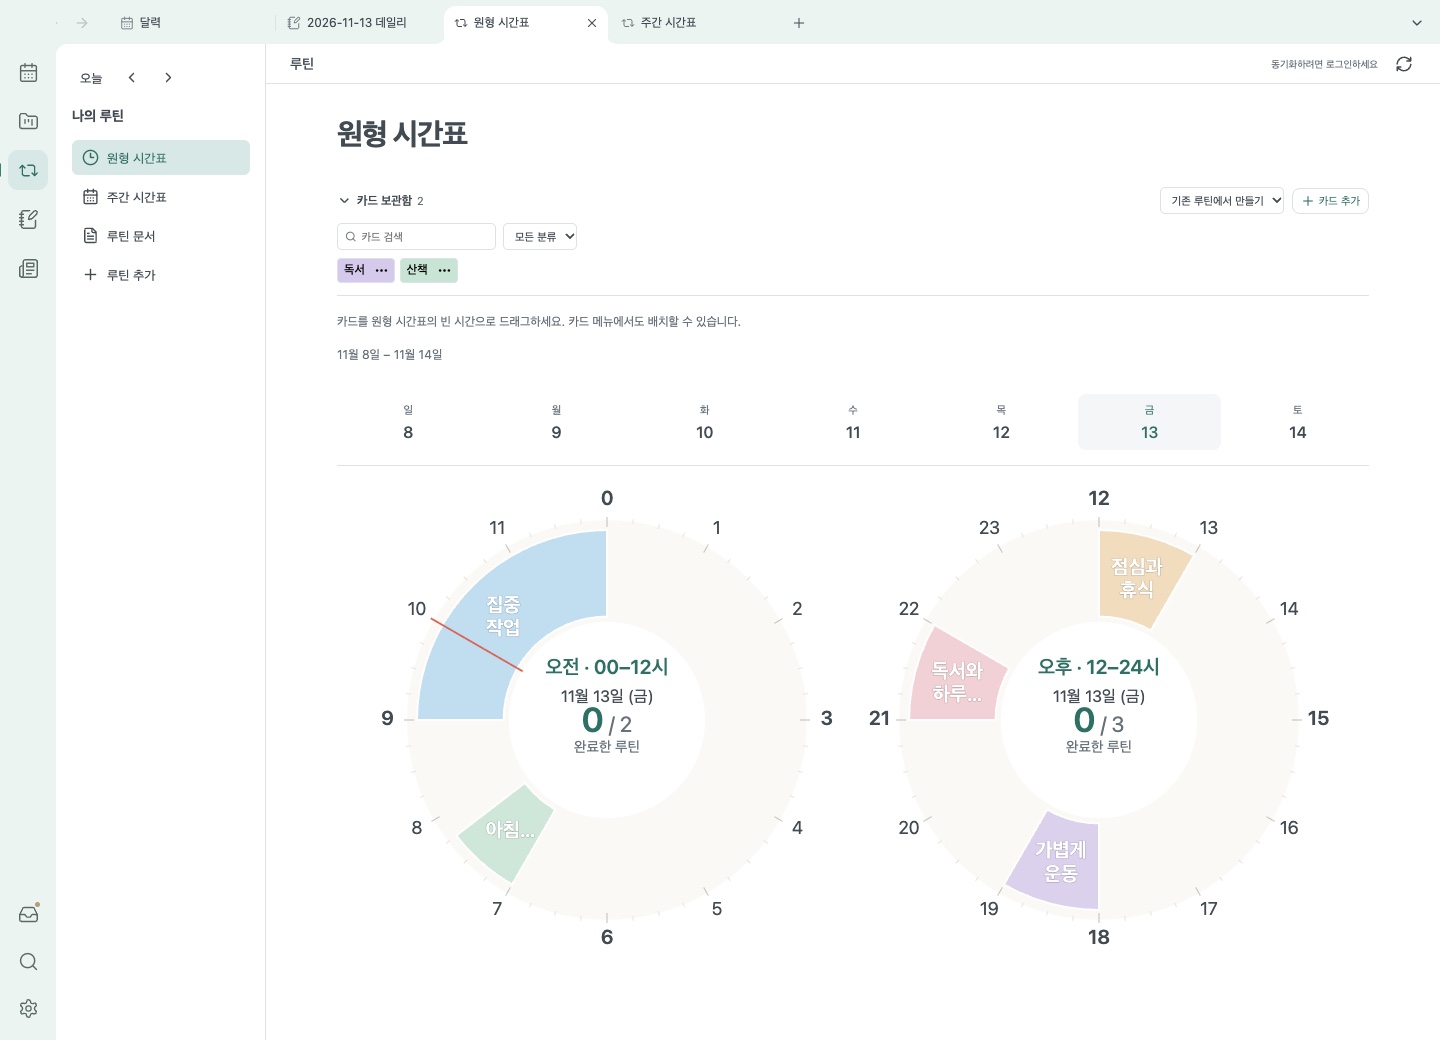 달력
2026-11-13 데일리
원형 시간표
주간 시간표
오늘
나의 루틴
원형 시간표
주간 시간표
루틴 문서
루틴 추가
루틴
동기화하려면 로그인하세요
원형 시간표
카드 보관함 2
기존 루틴에서 만들기
카드 추가
카드 검색
모든 분류
독서
산책
카드를 원형 시간표의 빈 시간으로 드래그하세요. 카드 메뉴에서도 배치할 수 있습니다.
11월 8일 – 11월 14일
일 월 화 수 목 금 토
8 9 10 11 12 13 14
0
1
2
3
4
5
6
7
8
9
10
11
집중
작업
아침...
오전 · 00–12시
11월 13일 (금)
0 / 2
완료한 루틴
12
13
14
15
16
17
18
19
20
21
22
23
점심과
휴식
독서와
하루...
가볍게
운동
오후 · 12–24시
11월 13일 (금)
0 / 3
완료한 루틴